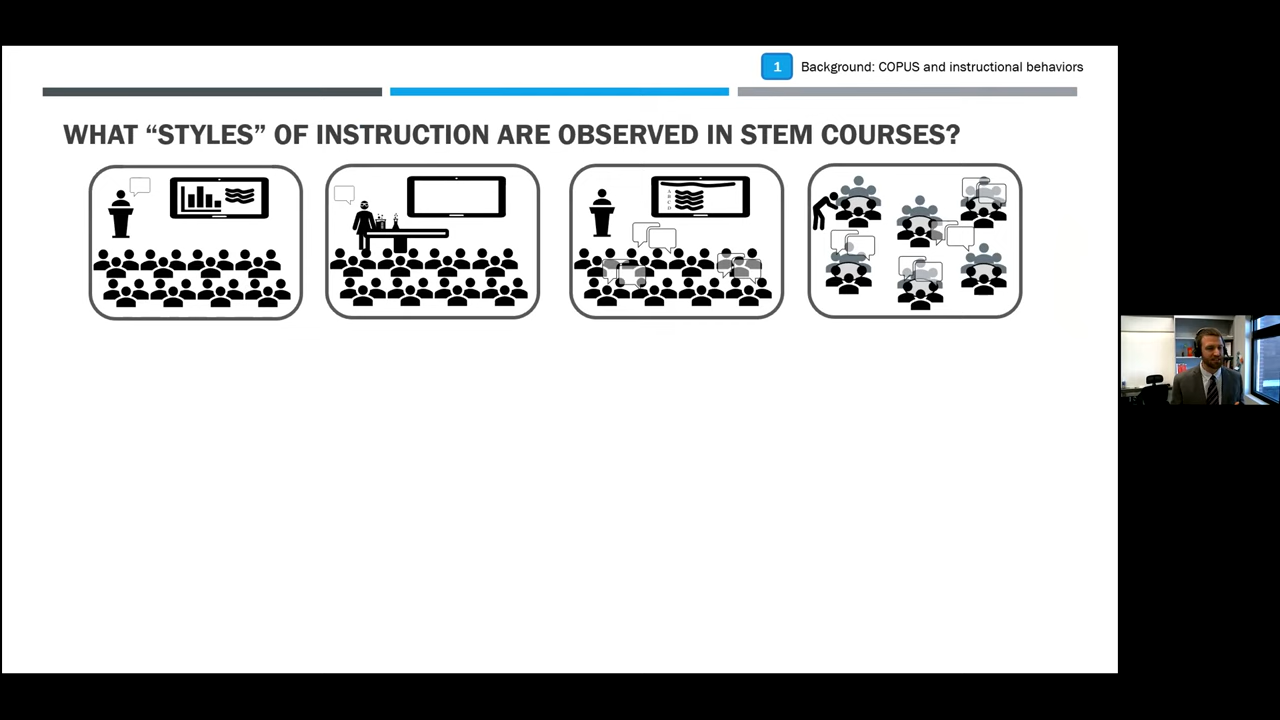 1
Background: COPUS and instructional behaviors
WHAT “STYLES” OF INSTRUCTION ARE OBSERVED IN STEM COURSES?
A
B
C
D